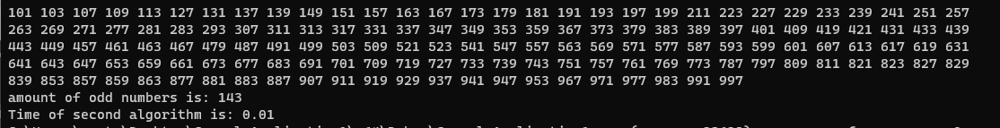 101 103 107 109 113 127 131 137 139 149 151 157 163 167 173 179 181 191 193 197 199 211 223 227 229 233 239 241 251 257
263 269 271 277 281 283 293 307 311 313 317 331 337 347 349 353 359 367 373 379 383 389 397 401 409 419 421 431 433 439
443 449 457 461 463 467 479 487 491 499 503 509 521 523 541 547 557 563 569 571 577 587 593 599 601 607 613 617 619 631
641 643 647 653 659 661 673 677 683 691 701 709 719 727 733 739 743 751 757 761 769 773 787 797 809 811 821 823 827 829
839 853 857 859 863 877 881 883 887 907 911 919 929 937 941 947 953 967 971 977 983 991 997
amount of odd numbers is: 143
Time of second algorithm is: 0.01